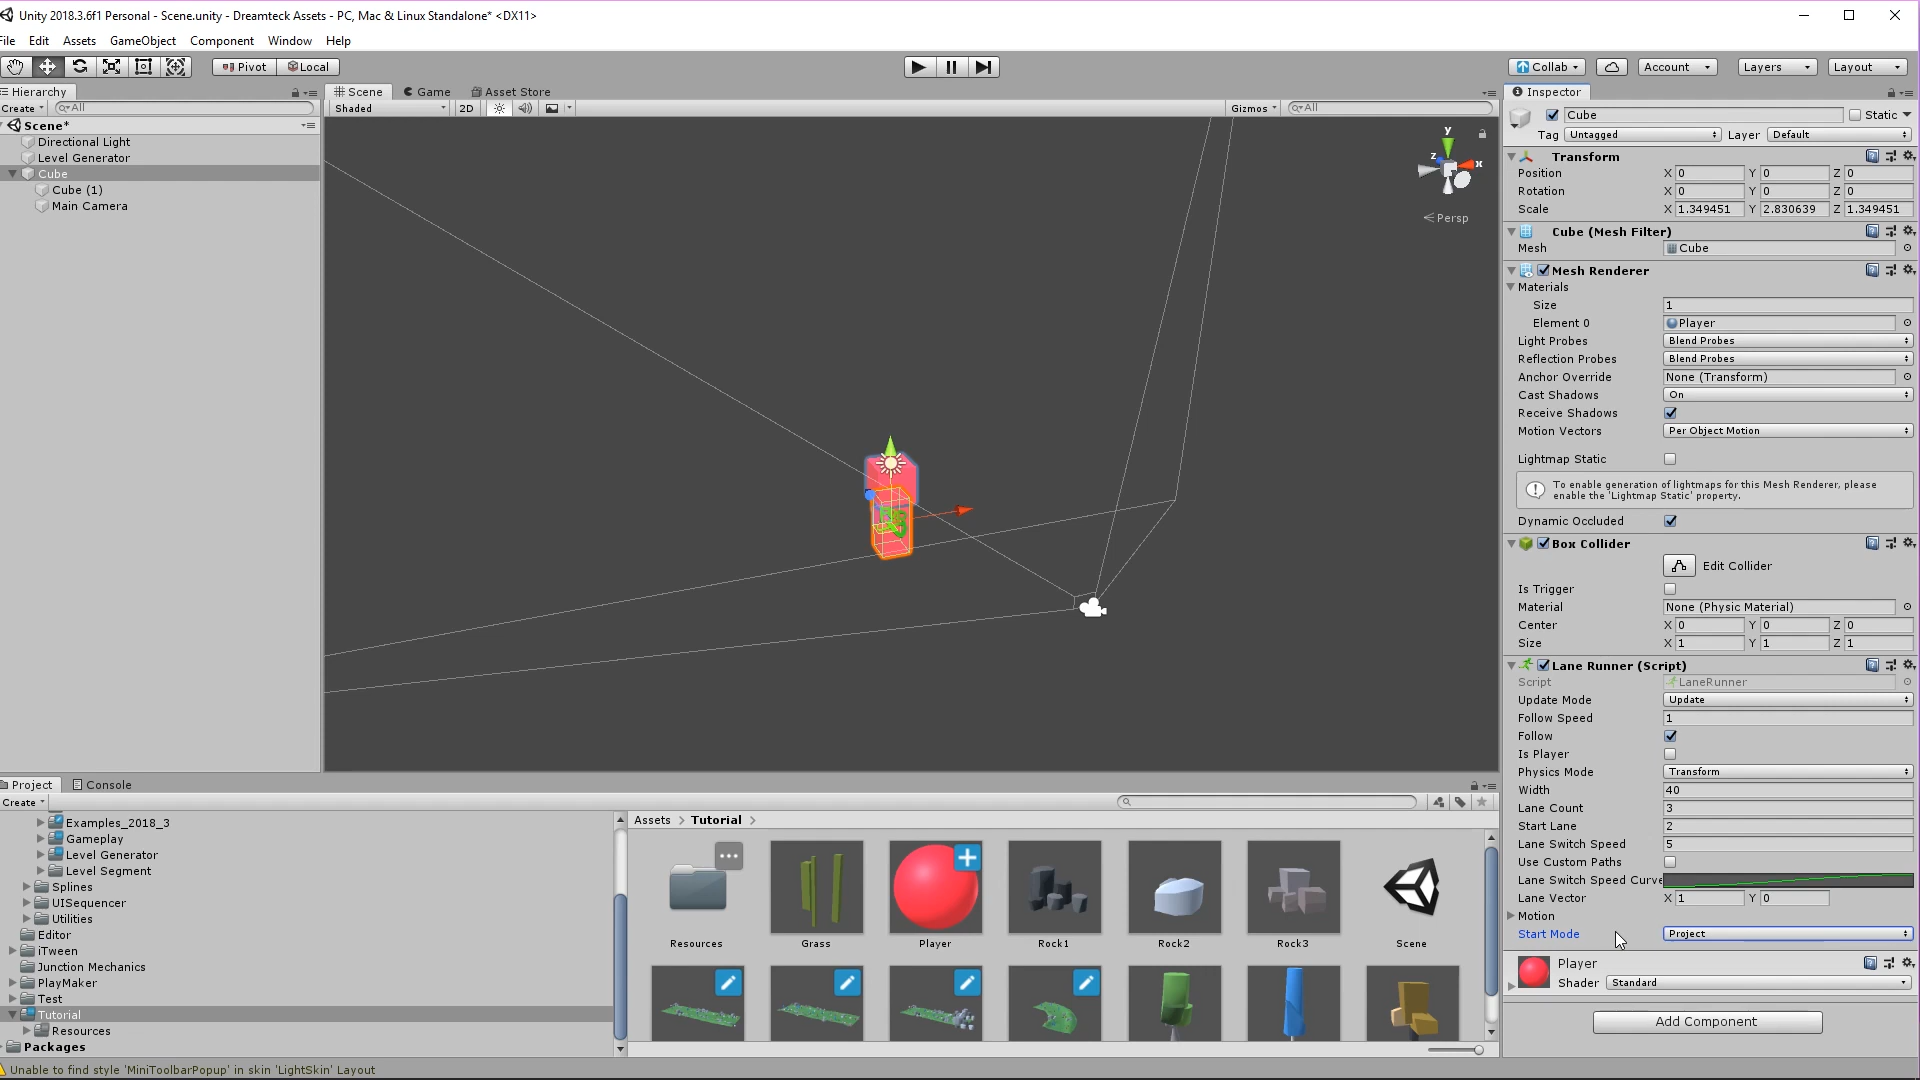 Unity 2018.3.6f1 Personal - Scene.unity - Dreamteck Assets - PC, Mac & Linux Standalone* <DX11>
File Edit Assets GameObject Component Window Help
Pivot Local Collab Account Layers Layout
Hierarchy Scene Game Asset Store Inspector
Create All Shaded 2D Gizmos All
Scene*
Directional Light
Level Generator
Cube
Cube (1)
Main Camera
y
z x
Persp
Cube Static
Tag Untagged Layer Default
Transform
Position X 0 Y 0 Z 0
Rotation X 0 Y 0 Z 0
Scale X 1.349451 Y 2.830639 Z 1.349451
Cube (Mesh Filter)
Mesh Cube
Mesh Renderer
Materials
Size 1
Element 0 Player
Light Probes Blend Probes
Reflection Probes Blend Probes
Anchor Override None (Transform)
Cast Shadows On
Receive Shadows
Motion Vectors Per Object Motion
Lightmap Static
To enable generation of lightmaps for this Mesh Renderer, please
enable the 'Lightmap Static' property.
Dynamic Occluded
Box Collider
Edit Collider
Is Trigger
Material None (Physic Material)
Center X 0 Y 0 Z 0
Size X 1 Y 1 Z 1
Lane Runner (Script)
Script LaneRunner
Update Mode Update
Follow Speed 1
Follow
Is Player
Physics Mode Transform
Width 40
Lane Count 3
Start Lane 2
Lane Switch Speed 5
Use Custom Paths
Lane Switch Speed Curve
Lane Vector X 1 Y 0
Motion
Start Mode Project
Player
Shader Standard
Add Component
Project Console
Create
Examples_2018_3
Gameplay
Level Generator
Level Segment
Splines
UISequencer
Utilities
Editor
iTween
Junction Mechanics
PlayMaker
Test
Tutorial
Resources
Packages
Assets > Tutorial >
Resources Grass Player Rock1 Rock2 Rock3 Scene
Unable to find style 'MiniToolbarPopup' in skin 'LightSkin' Layout